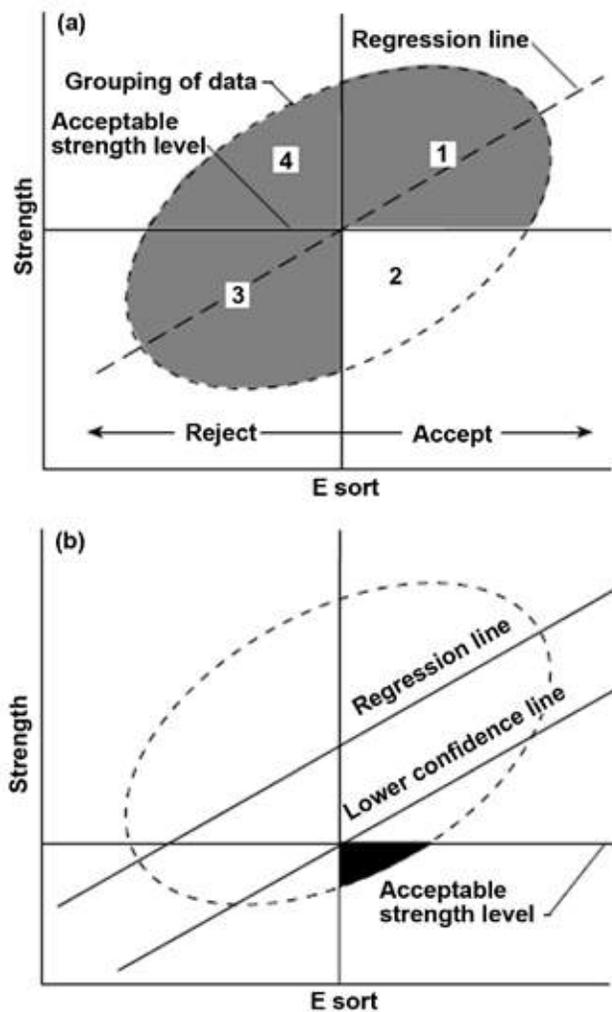 (a)
Regression line
Grouping of data
Acceptable
strength level
4
1
3
2
Strength
Reject
Accept
E sort
(b)
Regression line
Lower confidence line
Strength
Acceptable
strength level
E sort